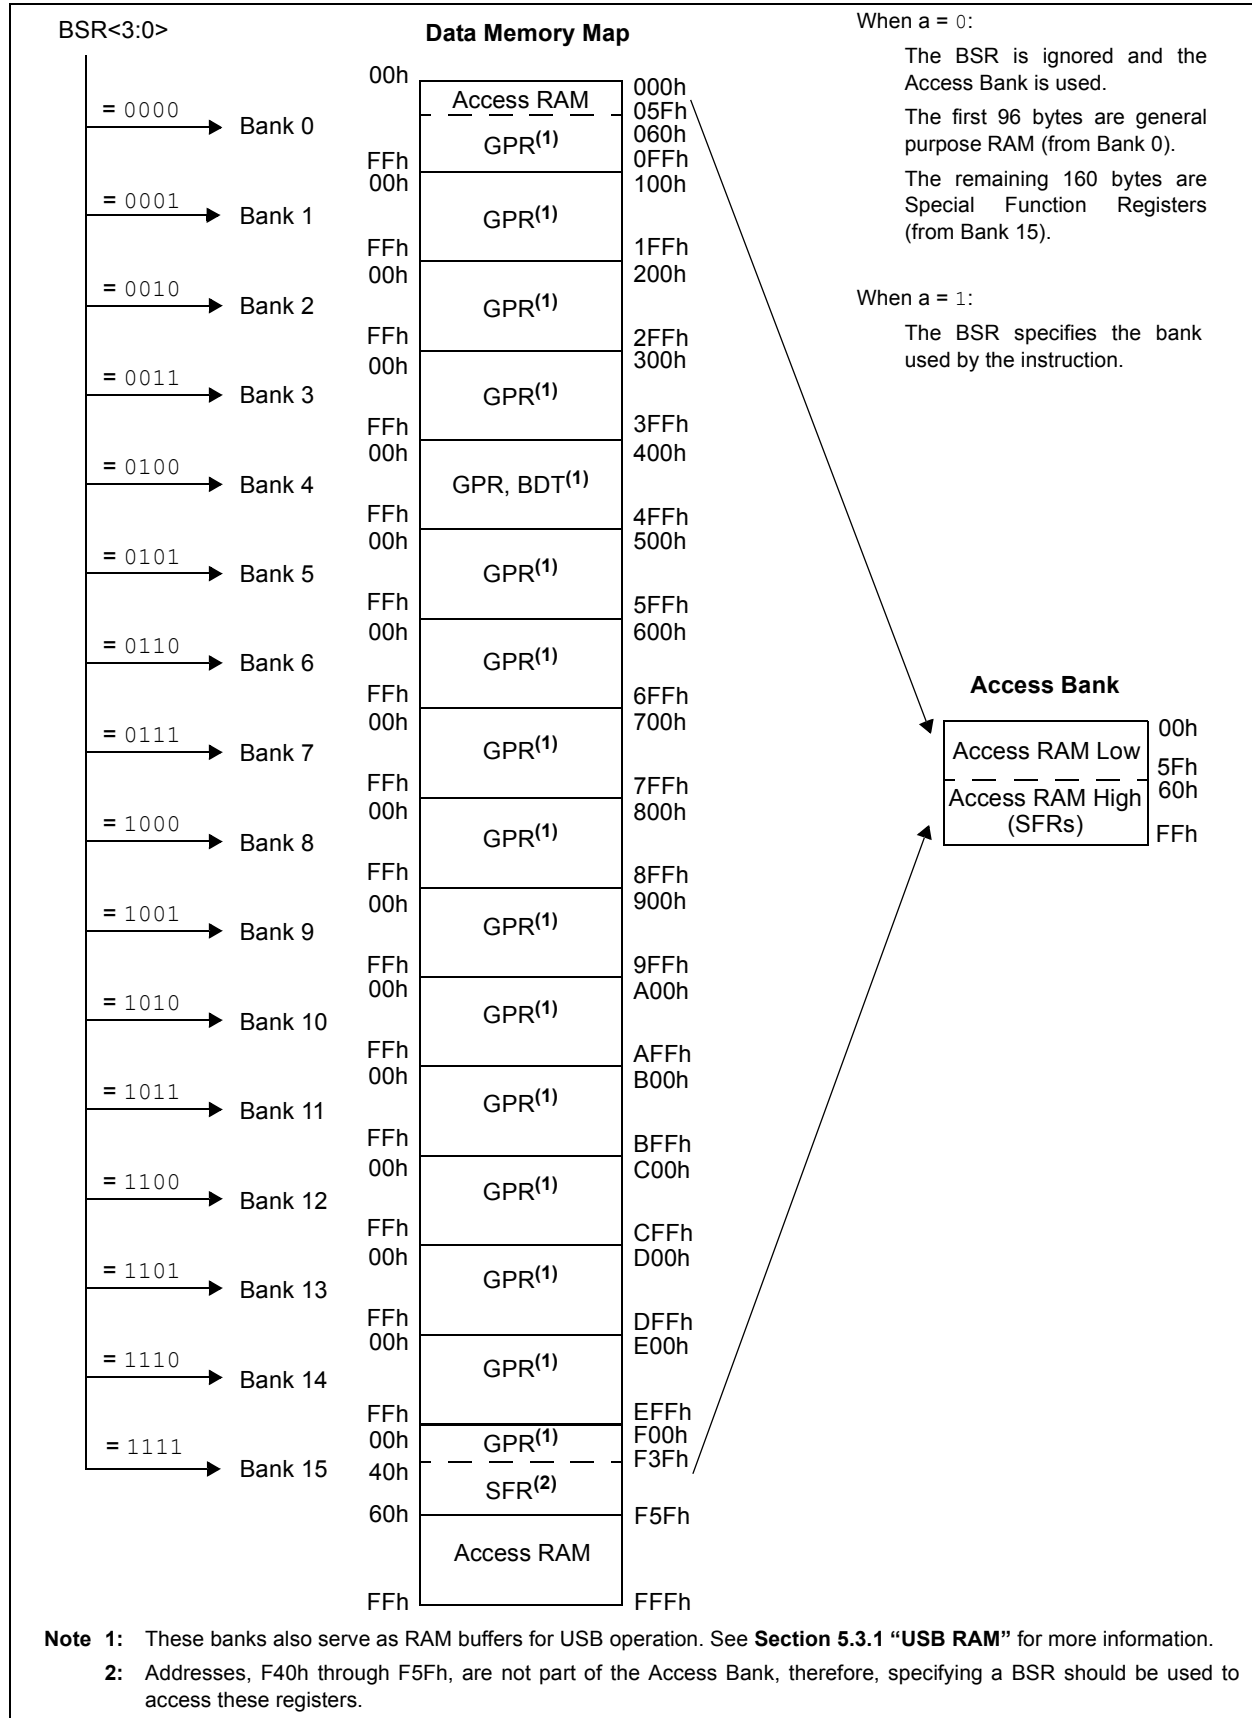 BSR<3:0>
Data Memory Map
When a = 0:
The BSR is ignored and the
Access Bank is used.
The first 96 bytes are general
purpose RAM (from Bank 0).
The remaining 160 bytes are
Special Function Registers
(from Bank 15).
When a = 1:
The BSR specifies the bank
used by the instruction.
= 0000
Bank 0
00h
Access RAM
000h
05Fh
060h
GPR(1)
FFh
0FFh
= 0001
Bank 1
00h
100h
GPR(1)
FFh
1FFh
= 0010
Bank 2
00h
200h
GPR(1)
FFh
2FFh
= 0011
Bank 3
00h
300h
GPR(1)
FFh
3FFh
= 0100
Bank 4
00h
400h
GPR, BDT(1)
FFh
4FFh
= 0101
Bank 5
00h
500h
GPR(1)
FFh
5FFh
= 0110
Bank 6
00h
600h
GPR(1)
FFh
6FFh
= 0111
Bank 7
00h
700h
GPR(1)
FFh
7FFh
= 1000
Bank 8
00h
800h
GPR(1)
FFh
8FFh
= 1001
Bank 9
00h
900h
GPR(1)
FFh
9FFh
= 1010
Bank 10
00h
A00h
GPR(1)
FFh
AFFh
= 1011
Bank 11
00h
B00h
GPR(1)
FFh
BFFh
= 1100
Bank 12
00h
C00h
GPR(1)
FFh
CFFh
= 1101
Bank 13
00h
D00h
GPR(1)
FFh
DFFh
= 1110
Bank 14
00h
E00h
GPR(1)
FFh
EFFh
= 1111
Bank 15
00h
F00h
GPR(1)
F3Fh
40h
SFR(2)
60h
F5Fh
Access RAM
FFh
FFFh
Access Bank
00h
Access RAM Low
5Fh
60h
Access RAM High
(SFRs)
FFh
Note 1: These banks also serve as RAM buffers for USB operation. See Section 5.3.1 “USB RAM” for more information.
2: Addresses, F40h through F5Fh, are not part of the Access Bank, therefore, specifying a BSR should be used to
access these registers.